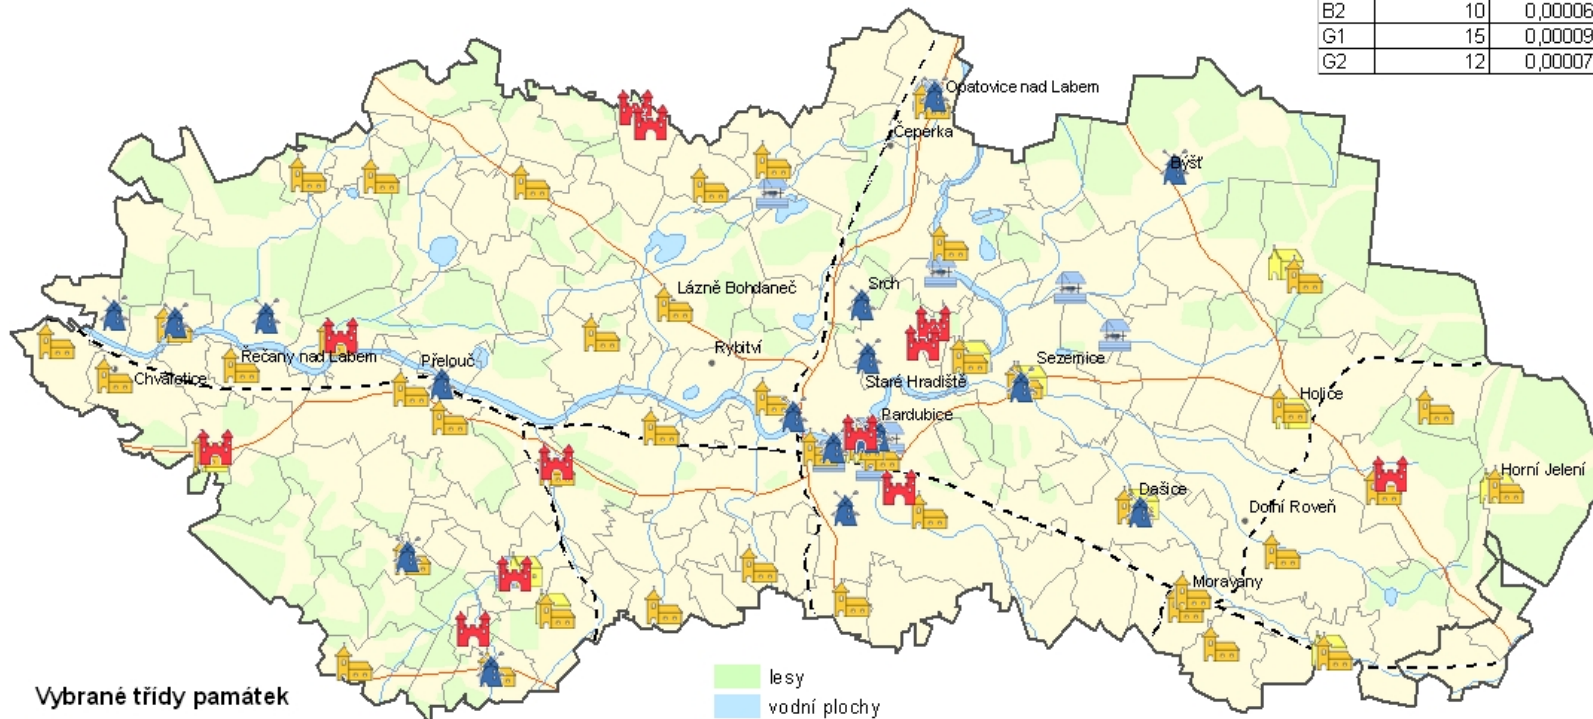 B2 10 0,00006
G1 15 0,00009
G2 12 0,00007
Opatovice nad Labem
Čeperka
Býšť
Lázně Bohdaneč
Srch
Řečany nad Labem
Přelouč
Rybitví
Sezemice
Chvaletice
Staré Hradiště
Holice
Pardubice
Horní Jelení
Dašice
Dolní Roveň
Moravany
Vybrané třídy památek
lesy
vodní plochy